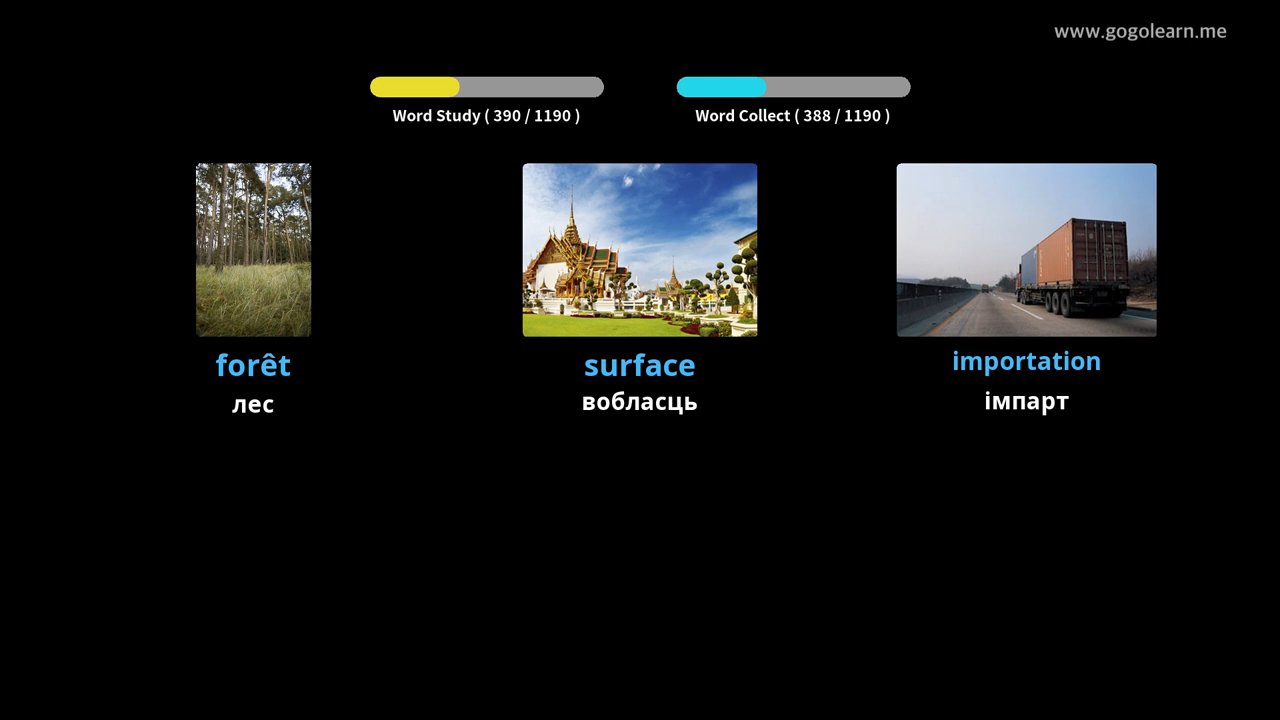 www.gogolearn.me
Word Study ( 390 / 1190 )
Word Collect ( 388 / 1190 )
forêt
лес
surface
вобласць
importation
імпарт